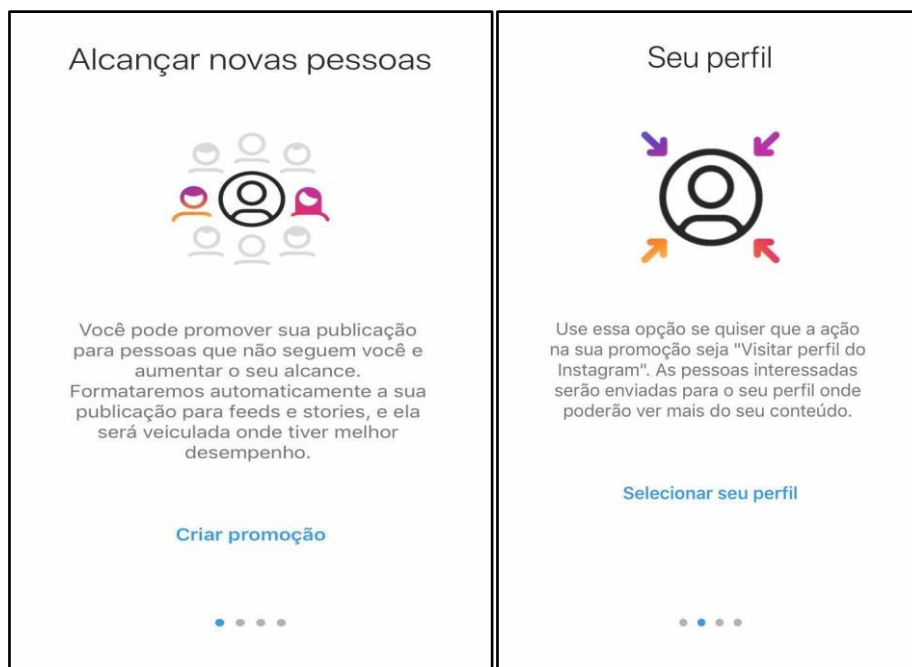 Alcançar novas pessoas
Você pode promover sua publicação
para pessoas que não seguem você e
aumentar o seu alcance.
Formataremos automaticamente a sua
publicação para feeds e stories, e ela
será veiculada onde tiver melhor
desempenho.
Criar promoção
Seu perfil
Use essa opção se quiser que a ação
na sua promoção seja "Visitar perfil do
Instagram". As pessoas interessadas
serão enviadas para o seu perfil onde
poderão ver mais do seu conteúdo.
Selecionar seu perfil